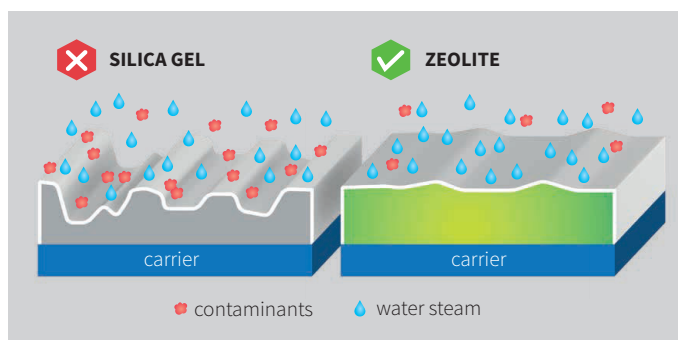 SILICA GEL
ZEOLITE
carrier
carrier
contaminants
water steam